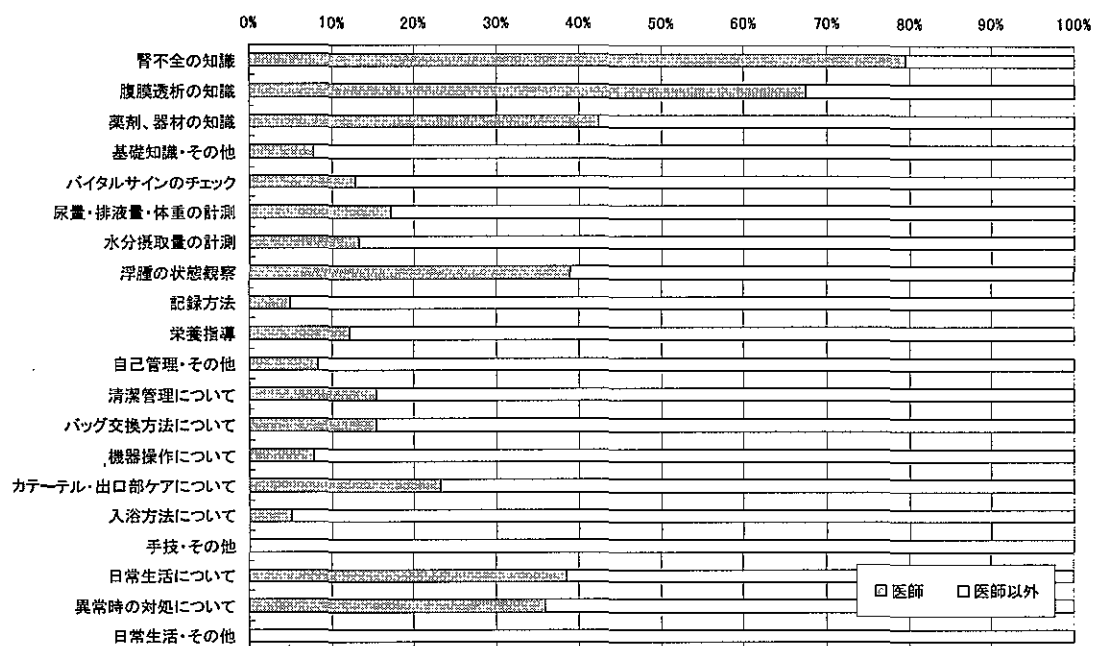 0% 10% 20% 30% 40% 50% 60% 70% 80% 90% 100%
腎不全の知識
腹膜透析の知識
薬剤、器材の知識
基礎知識・その他
バイタルサインのチェック
尿量・排液量・体重の計測
水分摂取量の計測
浮腫の状態観察
記録方法
栄養指導
自己管理・その他
清潔管理について
バッグ交換方法について
機器操作について
カテーテル・出口部ケアについて
入浴方法について
手技・その他
日常生活について
異常時の対処について
日常生活・その他
医師 医師以外